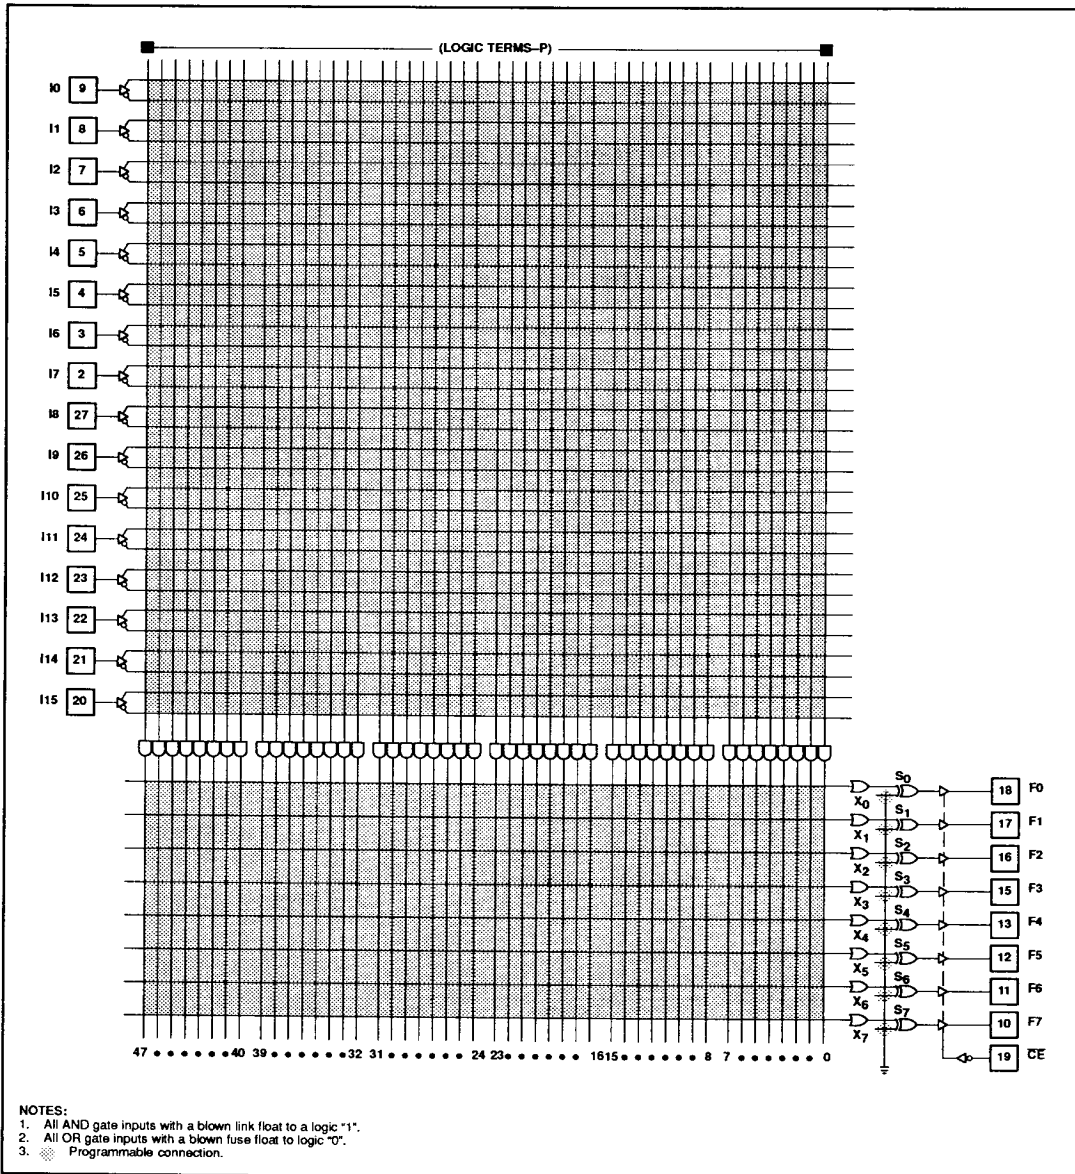 (LOGIC TERMS–P)
I0 9
I1 8
I2 7
I3 6
I4 5
I5 4
I6 3
I7 2
I8 27
I9 26
I10 25
I11 24
I12 23
I13 22
I14 21
I15 20
S0 18 F0
X0
S1 17 F1
X1
S2 16 F2
X2
S3 15 F3
X3
S4 13 F4
X4
S5 12 F5
X5
S6 11 F6
X6
S7 10 F7
X7
47 40 39 32 31 24 23 16 15 8 7 0 19 CE
NOTES:
1. All AND gate inputs with a blown link float to a logic "1".
2. All OR gate inputs with a blown fuse float to logic "0".
3. Programmable connection.